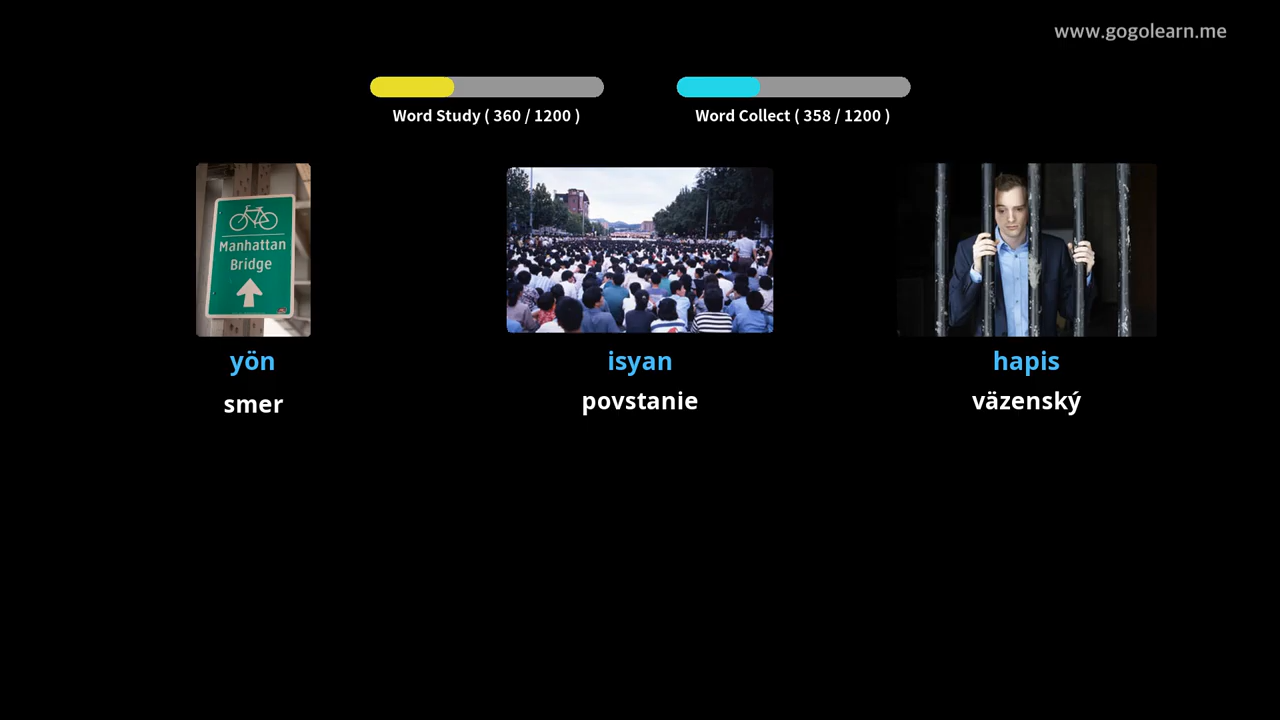 www.gogolearn.me
Word Study ( 360 / 1200 )
Word Collect ( 358 / 1200 )
Manhattan
Bridge
yön
isyan
hapis
smer
povstanie
väzenský